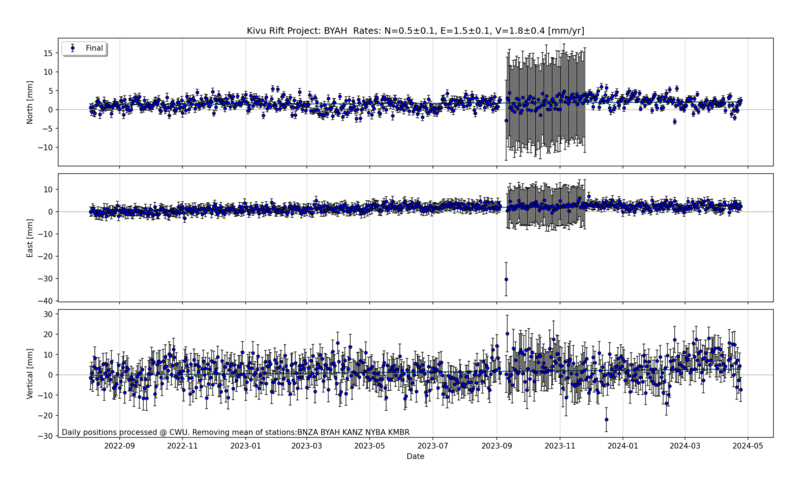 Kivu Rift Project: BYAH  Rates: N=0.5±0.1, E=1.5±0.1, V=1.8±0.4 [mm/yr]
Final
North [mm]
15
10
5
0
−5
−10
East [mm]
10
0
−10
−20
−30
−40
Vertical [mm]
30
20
10
0
−10
−20
−30
Daily positions processed @ CWU. Removing mean of stations:BNZA BYAH KANZ NYBA KMBR
2022-09 2022-11 2023-01 2023-03 2023-05 2023-07 2023-09 2023-11 2024-01 2024-03 2024-05
Date